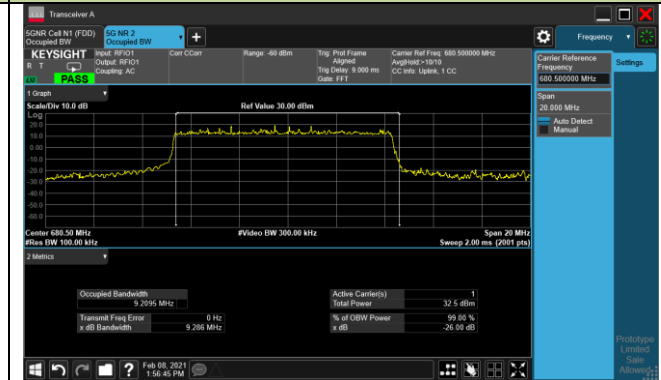 Transceiver A
5GNR Cell N1 (FDD)
Occupied BW
5G NR 2
Occupied BW
Frequency
KEYSIGHT
R T
LV
PASS
Input: RFIO1
Output: RFIO1
Coupling: AC
Corr CCorr
Range: -60 dBm
Trig: Prot Frame
Aligned
Trig Delay: 9.000 ms
Gate: FFT
Carrier Ref Freq: 680.500000 MHz
Avg|Hold:>10/10
CC Info: Uplink, 1 CC
Carrier Reference
Frequency
680.500000 MHz
Settings
Span
20.000 MHz
Auto Detect
Manual
1 Graph
Scale/Div 10.0 dB
Ref Value 30.00 dBm
Log
20.0
10.0
0.00
-10.0
-20.0
-30.0
-40.0
-50.0
-60.0
Center 680.50 MHz
#Video BW 300.00 kHz
Span 20 MHz
#Res BW 100.00 kHz
Sweep 2.00 ms (2001 pts)
2 Metrics
Occupied Bandwidth
9.2095 MHz
Active Carrier(s) 1
Total Power 32.5 dBm
Transmit Freq Error 0 Hz
x dB Bandwidth 9.286 MHz
% of OBW Power 99.00 %
x dB -26.00 dB
Prototype
Limited
Sale
Allowed
Feb 08, 2021
1:56:45 PM